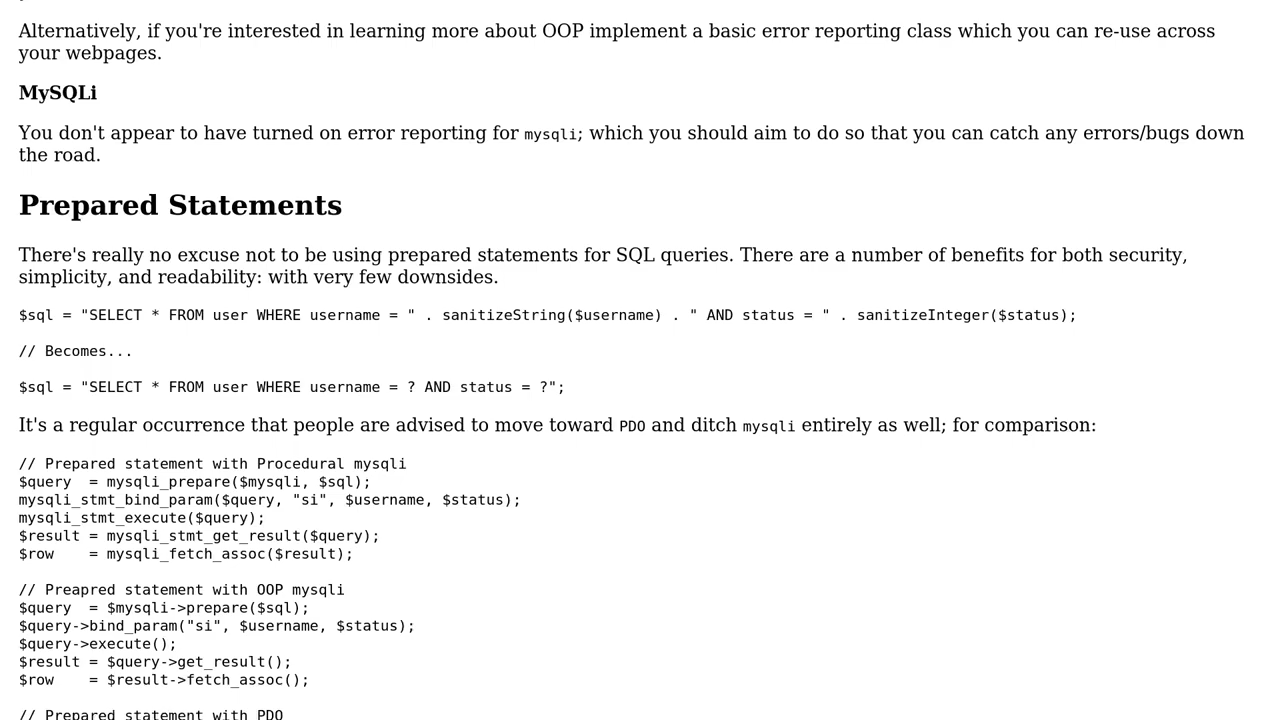 Alternatively, if you're interested in learning more about OOP implement a basic error reporting class which you can re-use across
your webpages.
MySQLi
You don't appear to have turned on error reporting for mysqli; which you should aim to do so that you can catch any errors/bugs down
the road.
Prepared Statements
There's really no excuse not to be using prepared statements for SQL queries. There are a number of benefits for both security,
simplicity, and readability: with very few downsides.
$sql = "SELECT * FROM user WHERE username = " . sanitizeString($username) . " AND status = " . sanitizeInteger($status);
// Becomes...
$sql = "SELECT * FROM user WHERE username = ? AND status = ?";
It's a regular occurrence that people are advised to move toward PDO and ditch mysqli entirely as well; for comparison:
// Prepared statement with Procedural mysqli
$query  = mysqli_prepare($mysqli, $sql);
mysqli_stmt_bind_param($query, "si", $username, $status);
mysqli_stmt_execute($query);
$result = mysqli_stmt_get_result($query);
$row    = mysqli_fetch_assoc($result);
// Preapred statement with OOP mysqli
$query  = $mysqli->prepare($sql);
$query->bind_param("si", $username, $status);
$query->execute();
$result = $query->get_result();
$row    = $result->fetch_assoc();
// Prepared statement with PDO